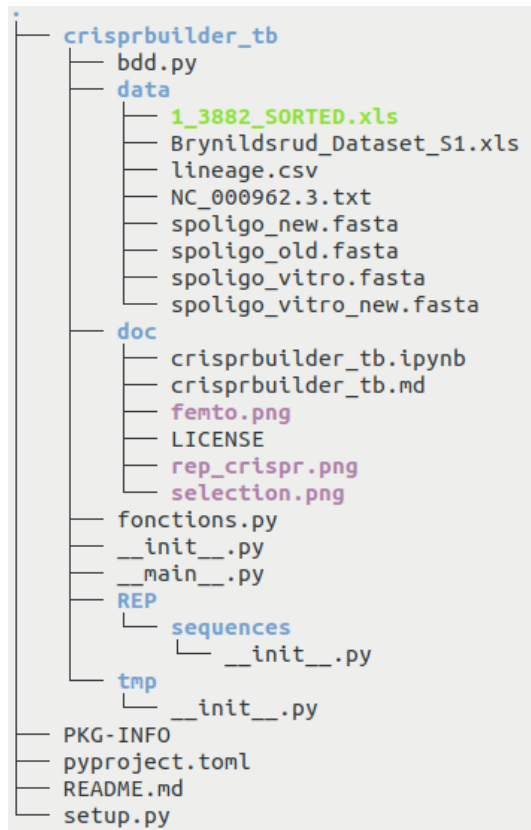 .
crisprbuilder_tb
bdd.py
data
1_3882_SORTED.xls
Brynildsrud_Dataset_S1.xls
lineage.csv
NC_000962.3.txt
spoligo_new.fasta
spoligo_old.fasta
spoligo_vitro.fasta
spoligo_vitro_new.fasta
doc
crisprbuilder_tb.ipynb
crisprbuilder_tb.md
femto.png
LICENSE
rep_crispr.png
selection.png
fonctions.py
__init__.py
__main__.py
REP
sequences
__init__.py
tmp
__init__.py
PKG-INFO
pyproject.toml
README.md
setup.py